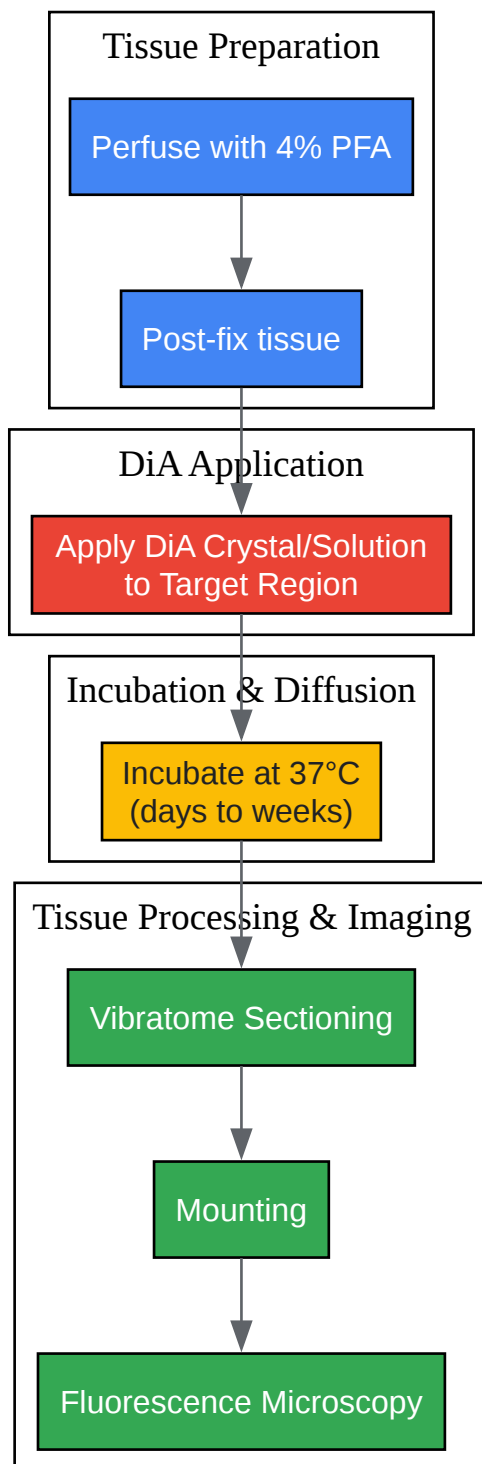 Tissue Preparation
Perfuse with 4% PFA
Post-fix tissue
DiA Application
Apply DiA Crystal/Solution
to Target Region
Incubation & Diffusion
Incubate at 37°C
(days to weeks)
Tissue Processing & Imaging
Vibratome Sectioning
Mounting
Fluorescence Microscopy